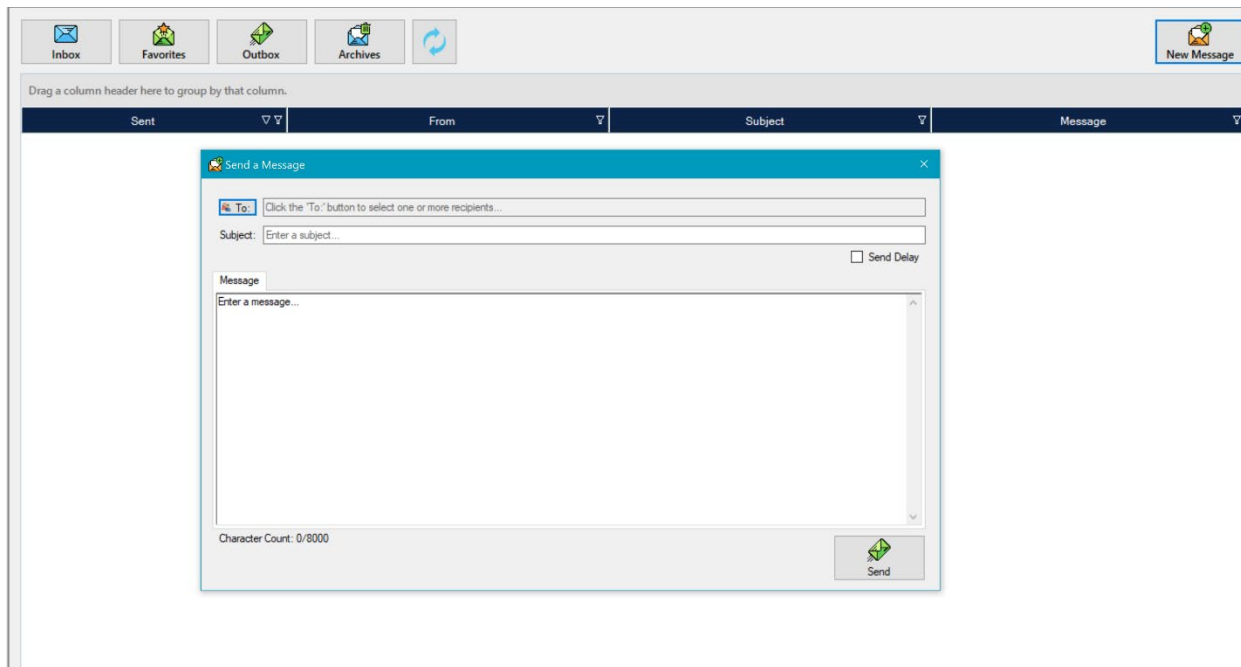 Inbox Favorites Outbox Archives New Message
Drag a column header here to group by that column.
Sent From Subject Message
Send a Message
To: Click the 'To:' button to select one or more recipients...
Subject: Enter a subject...
Send Delay
Message
Enter a message...
Character Count: 0/8000
Send